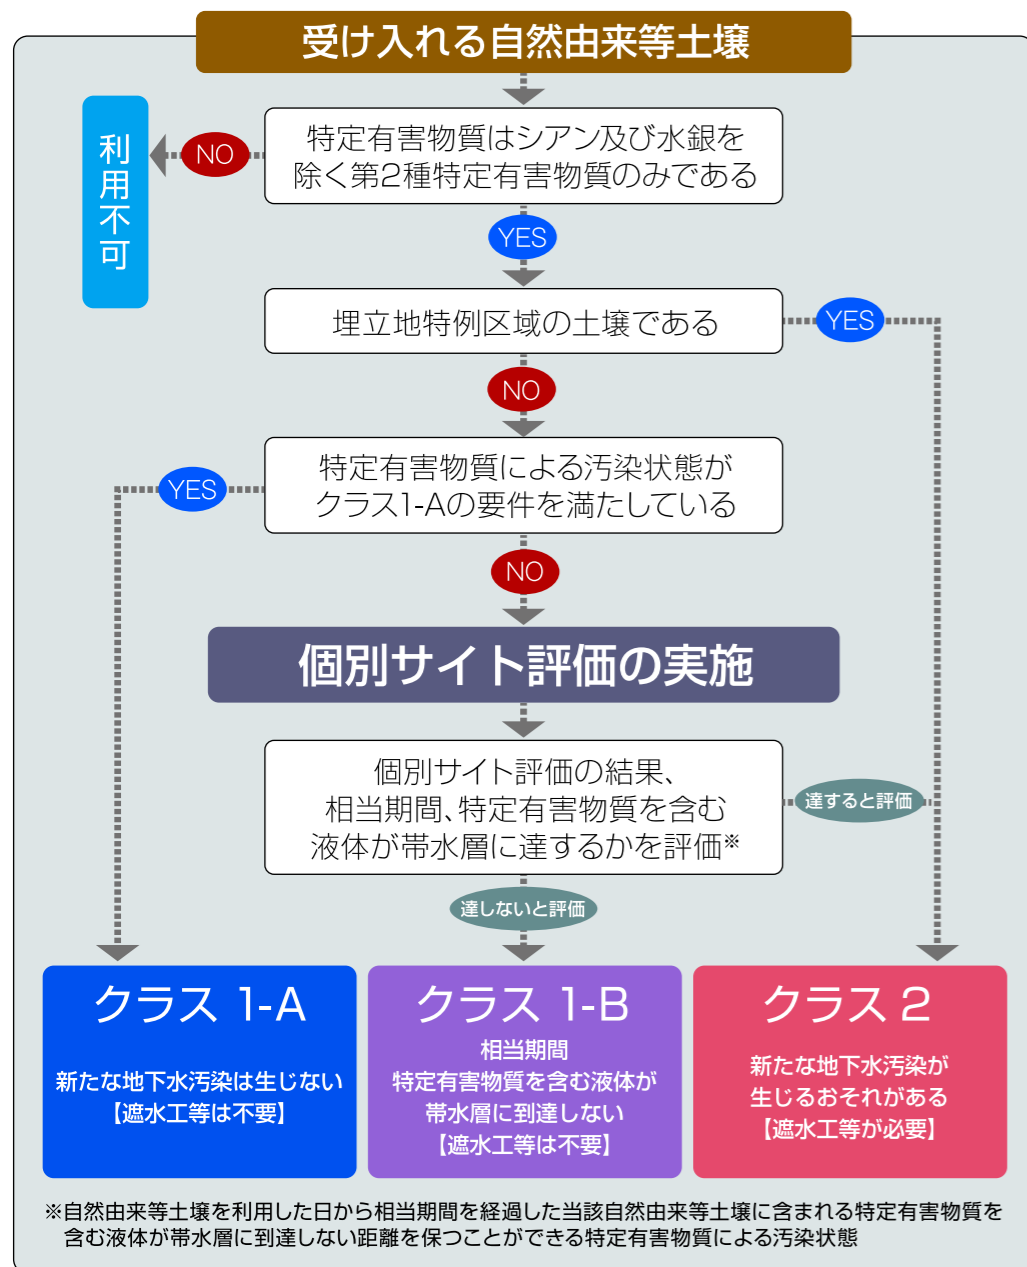 受け入れる自然由来等土壌
利用不可
NO
特定有害物質はシアン及び水銀を
除く第2種特定有害物質のみである
YES
埋立地特例区域の土壌である
YES
NO
YES
特定有害物質による汚染状態が
クラス1-Aの要件を満たしている
NO
個別サイト評価の実施
個別サイト評価の結果、
相当期間、特定有害物質を含む
液体が帯水層に達するかを評価※
達すると評価
達しないと評価
クラス 1-A
新たな地下水汚染は生じない
【遮水工等は不要】
クラス 1-B
相当期間
特定有害物質を含む液体が
帯水層に到達しない
【遮水工等は不要】
クラス 2
新たな地下水汚染が
生じるおそれがある
【遮水工等が必要】
※自然由来等土壌を利用した日から相当期間を経過した当該自然由来等土壌に含まれる特定有害物質を
含む液体が帯水層に到達しない距離を保つことができる特定有害物質による汚染状態